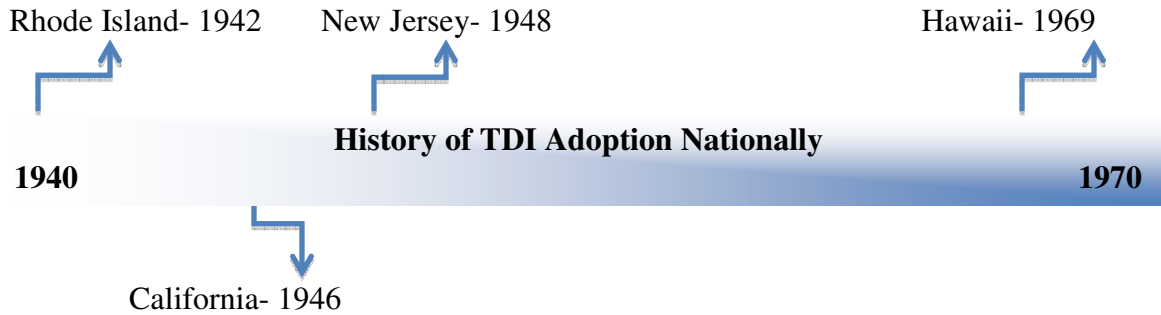 Rhode Island- 1942
New Jersey- 1948
Hawaii- 1969
History of TDI Adoption Nationally
1940
1970
California- 1946